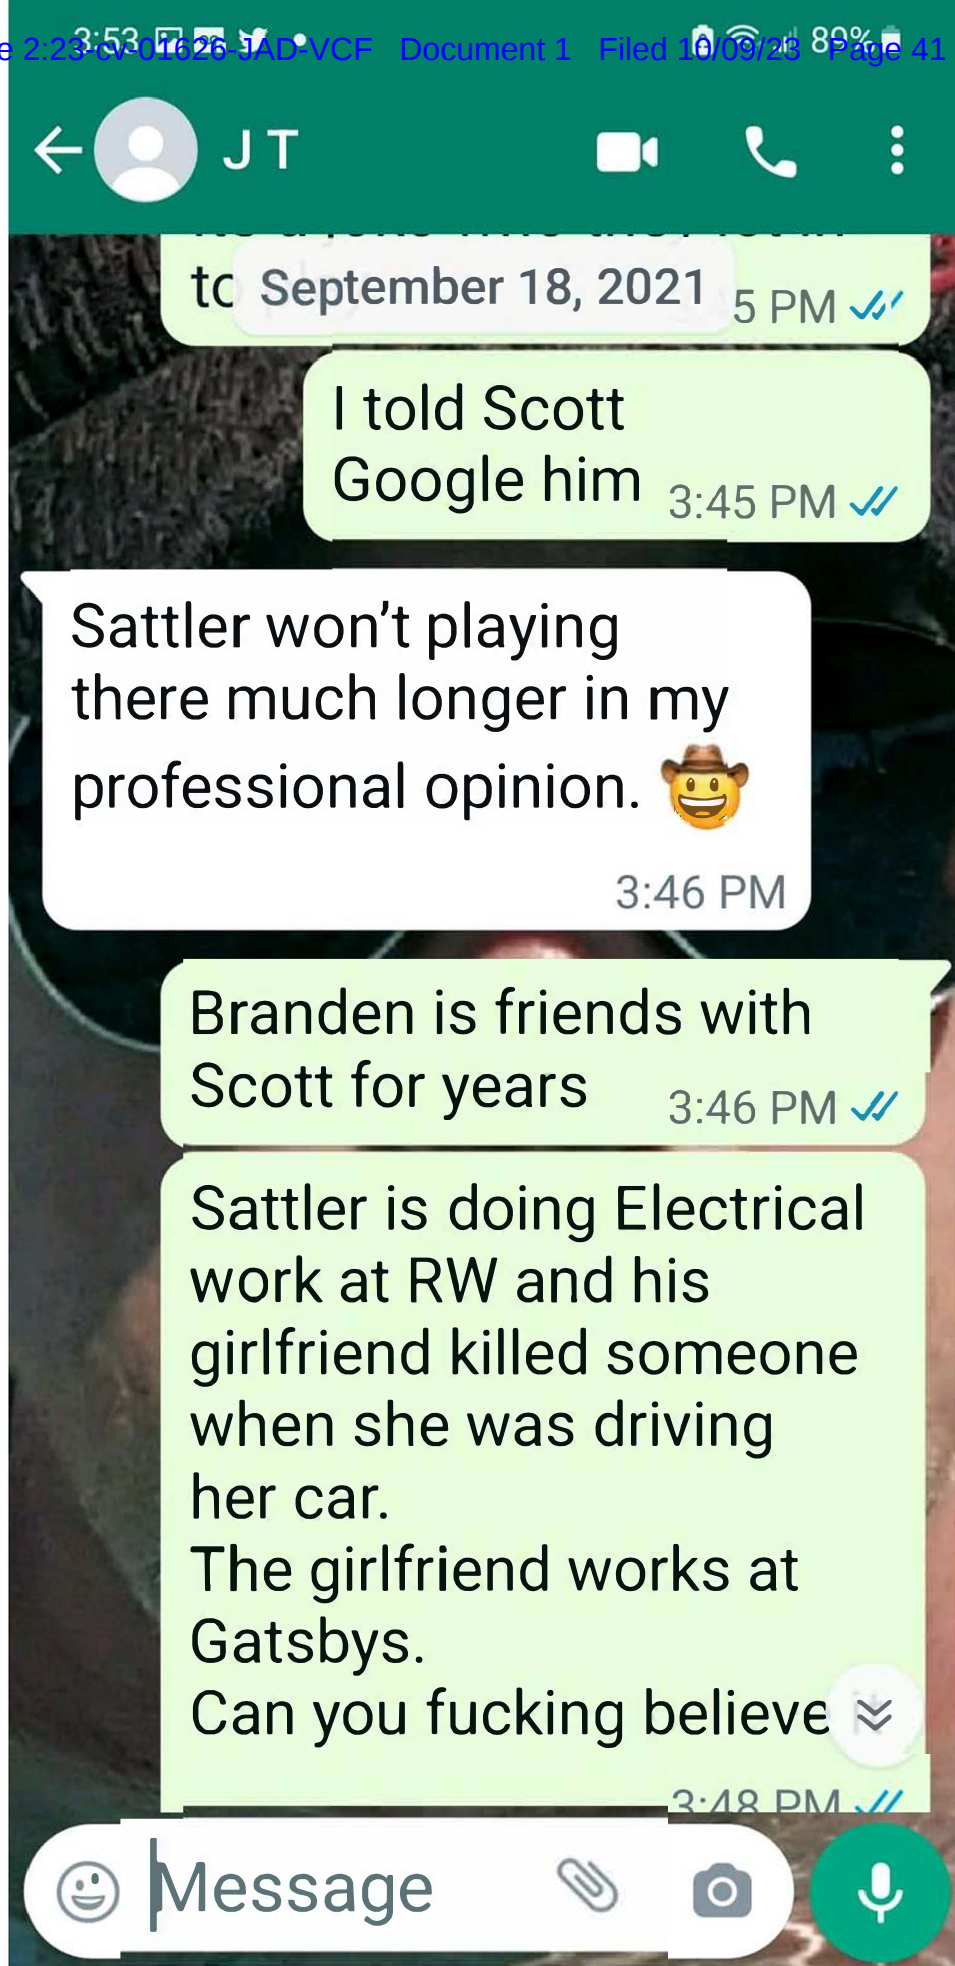 3:53 89%
e 2:23-cv-01626-JAD-VCF Document 1 Filed 10/09/23 Page 41
J T
to
September 18, 2021
5 PM
I told Scott
Google him 3:45 PM
Sattler won't playing
there much longer in my
professional opinion. 🤠
3:46 PM
Branden is friends with
Scott for years 3:46 PM
Sattler is doing Electrical
work at RW and his
girlfriend killed someone
when she was driving
her car.
The girlfriend works at
Gatsbys.
Can you fucking believe
3:48 PM
Message